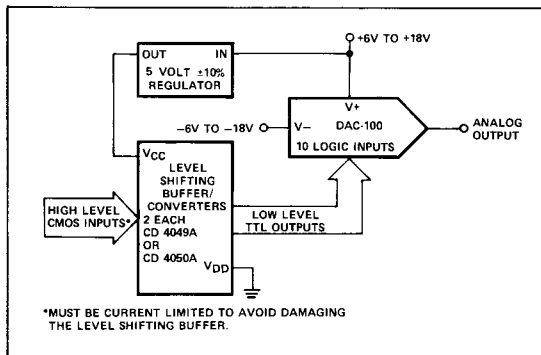 +6V TO +18V
OUT IN
5 VOLT ±10%
REGULATOR
V+
−6V TO −18V
V−
DAC-100
10 LOGIC INPUTS
ANALOG
OUTPUT
VCC
LEVEL
SHIFTING
BUFFER/
CONVERTERS
2 EACH
CD 4049A
OR
CD 4050A
VDD
HIGH LEVEL
CMOS INPUTS*
LOW LEVEL
TTL OUTPUTS
*MUST BE CURRENT LIMITED TO AVOID DAMAGING
THE LEVEL SHIFTING BUFFER.